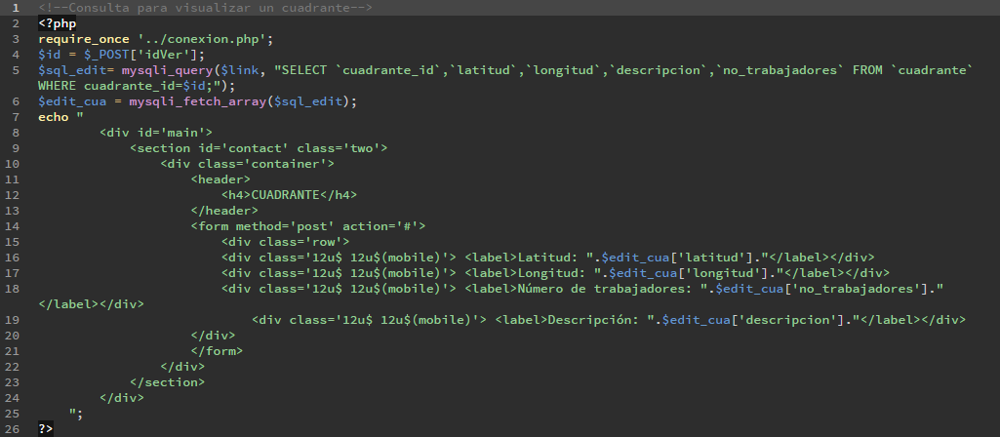 1 <!--Consulta para visualizar un cuadrante-->
2 <?php
3 require_once '../conexion.php';
4 $id = $_POST['idVer'];
5 $sql_edit= mysqli_query($link, "SELECT `cuadrante_id`,`latitud`,`longitud`,`descripcion`,`no_trabajadores` FROM `cuadrante`
WHERE cuadrante_id=$id;");
6 $edit_cua = mysqli_fetch_array($sql_edit);
7 echo "
8 <div id='main'>
9 <section id='contact' class='two'>
10 <div class='container'>
11 <header>
12 <h4>CUADRANTE</h4>
13 </header>
14 <form method='post' action='#'>
15 <div class='row'>
16 <div class='12u$ 12u$(mobile)'> <label>Latitud: ".$edit_cua['latitud']."</label></div>
17 <div class='12u$ 12u$(mobile)'> <label>Longitud: ".$edit_cua['longitud']."</label></div>
18 <div class='12u$ 12u$(mobile)'> <label>Número de trabajadores: ".$edit_cua['no_trabajadores']."
</label></div>
19 <div class='12u$ 12u$(mobile)'> <label>Descripción: ".$edit_cua['descripcion']."</label></div>
20 </div>
21 </form>
22 </div>
23 </section>
24 </div>
25 ";
26 ?>